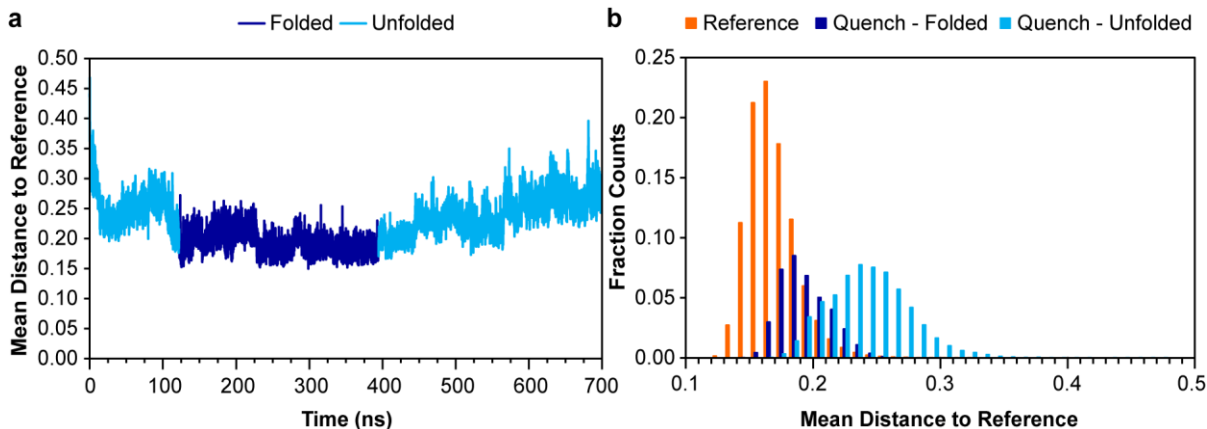 a
Folded Unfolded
Mean Distance to Reference
0.50
0.45
0.40
0.35
0.30
0.25
0.20
0.15
0.10
0.05
0.00
0 100 200 300 400 500 600 700
Time (ns)
b
Reference Quench - Folded Quench - Unfolded
Fraction Counts
0.25
0.20
0.15
0.10
0.05
0.00
0.1 0.2 0.3 0.4 0.5
Mean Distance to Reference